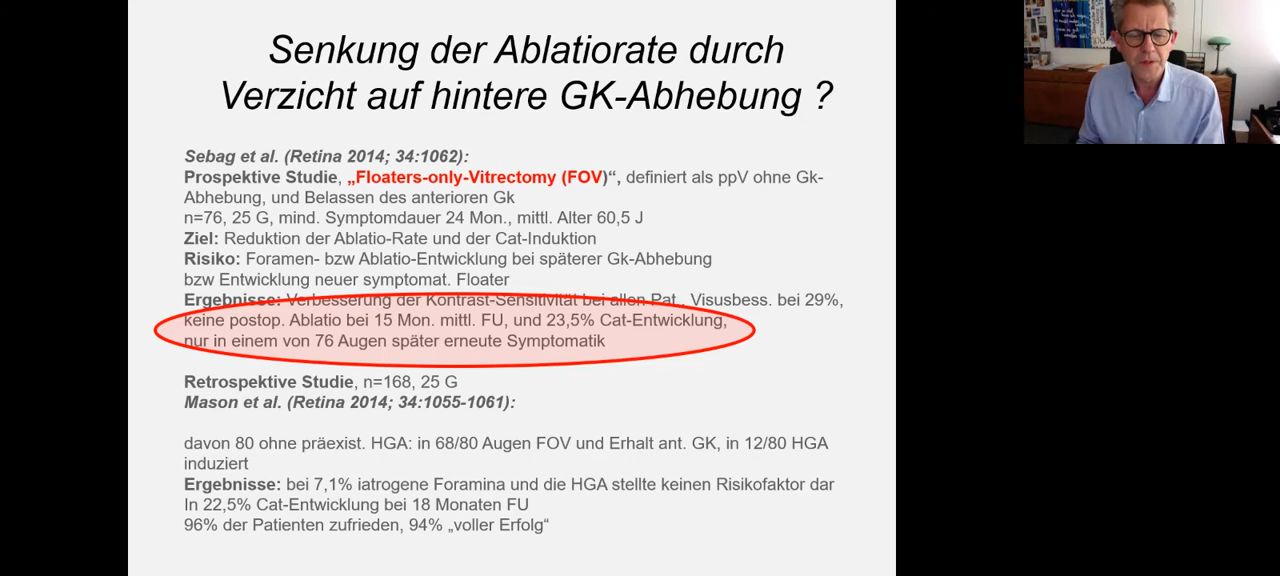 Senkung der Ablatiorate durch
Verzicht auf hintere GK-Abhebung ?
Sebag et al. (Retina 2014; 34:1062):
Prospektive Studie, „Floaters-only-Vitrectomy (FOV)“, definiert als ppV ohne Gk-
Abhebung, und Belassen des anterioren Gk
n=76, 25 G, mind. Symptomdauer 24 Mon., mittl. Alter 60,5 J
Ziel: Reduktion der Ablatio-Rate und der Cat-Induktion
Risiko: Foramen- bzw Ablatio-Entwicklung bei späterer Gk-Abhebung
bzw Entwicklung neuer symptomat. Floater
Ergebnisse: Verbesserung der Kontrast-Sensitivität bei allen Pat., Visusbess. bei 29%,
keine postop. Ablatio bei 15 Mon. mittl. FU, und 23,5% Cat-Entwicklung,
nur in einem von 76 Augen später erneute Symptomatik
Retrospektive Studie, n=168, 25 G
Mason et al. (Retina 2014; 34:1055-1061):
davon 80 ohne präexist. HGA: in 68/80 Augen FOV und Erhalt ant. GK, in 12/80 HGA
induziert
Ergebnisse: bei 7,1% iatrogene Foramina und die HGA stellte keinen Risikofaktor dar
In 22,5% Cat-Entwicklung bei 18 Monaten FU
96% der Patienten zufrieden, 94% „voller Erfolg“